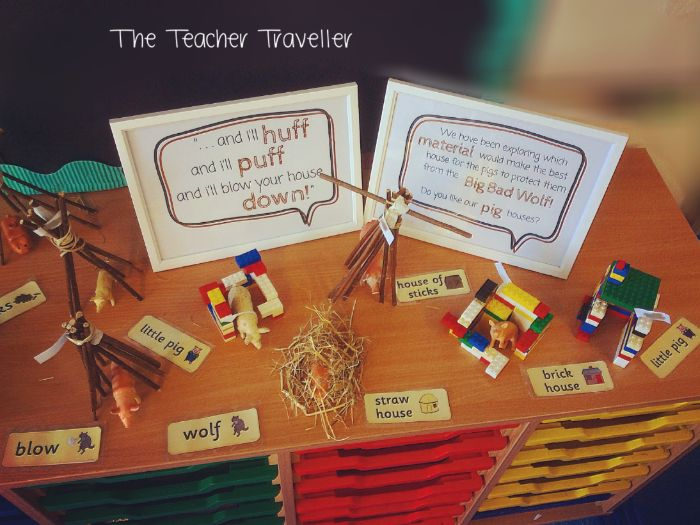 The Teacher Traveller
"... and i'll huff
and i'll puff
and i'll blow your house
down!"
We have been exploring which
material would make the best
house for the pigs to protect them
from the Big Bad Wolf!
Do you like our pig houses?
house of
sticks
little pig
straw
house
brick
house
little pig
blow
wolf